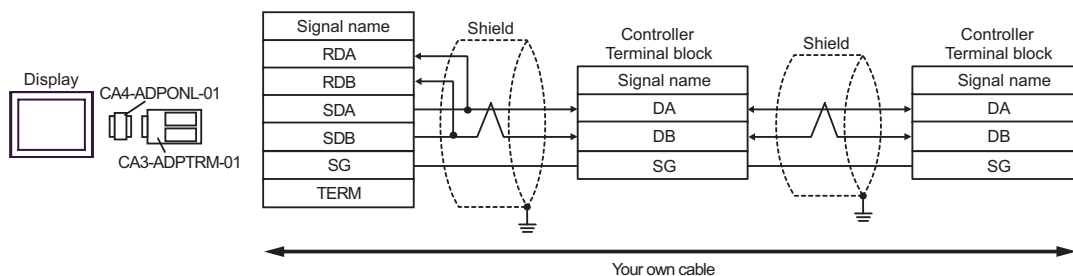 Display
CA4-ADPONL-01
CA3-ADPTRM-01
Signal name
RDA
RDB
SDA
SDB
SG
TERM
Shield
Controller
Terminal block
Signal name
DA
DB
SG
Shield
Controller
Terminal block
Signal name
DA
DB
SG
Your own cable